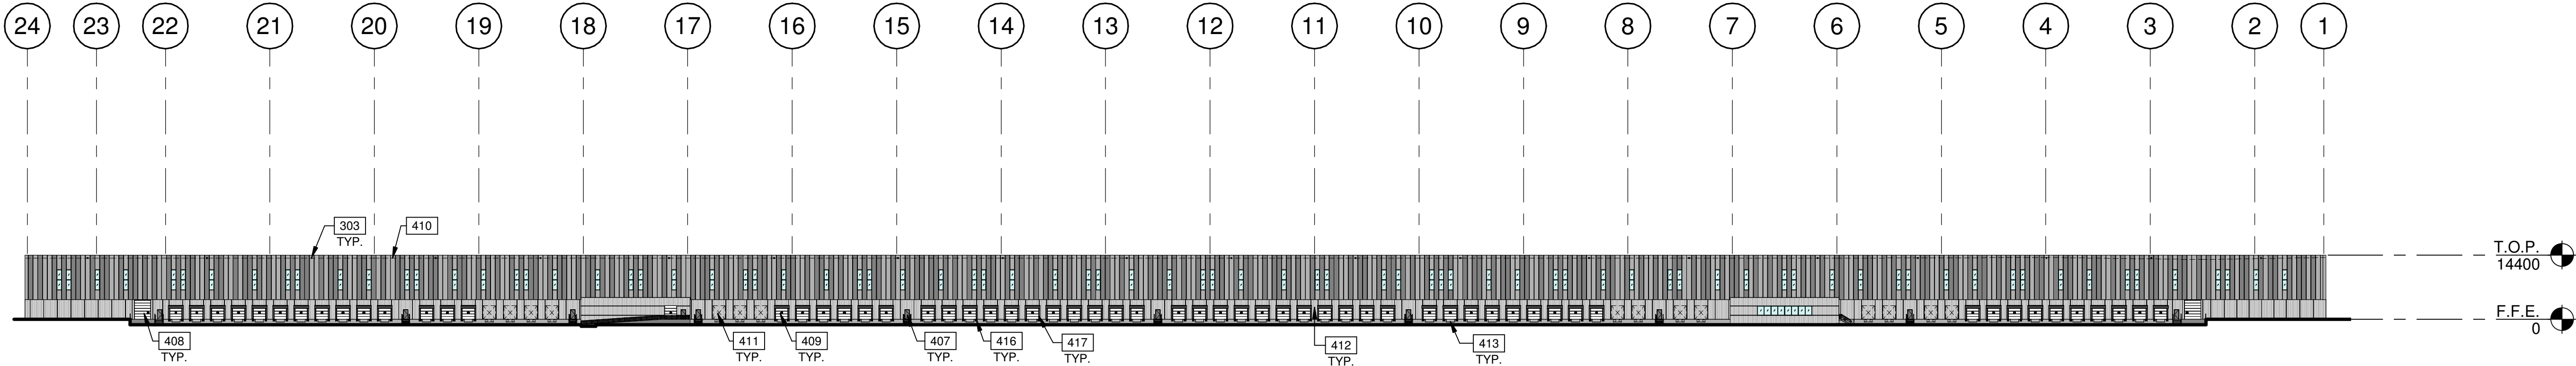 24 23 22 21 20 19 18 17 16 15 14 13 12 11 10 9 8 7 6 5 4 3 2 1
303 410
TYP.
T.O.P.
14400
F.F.E.
0
408 411 409 407 416 417 412 413
TYP. TYP. TYP. TYP. TYP. TYP. TYP. TYP.